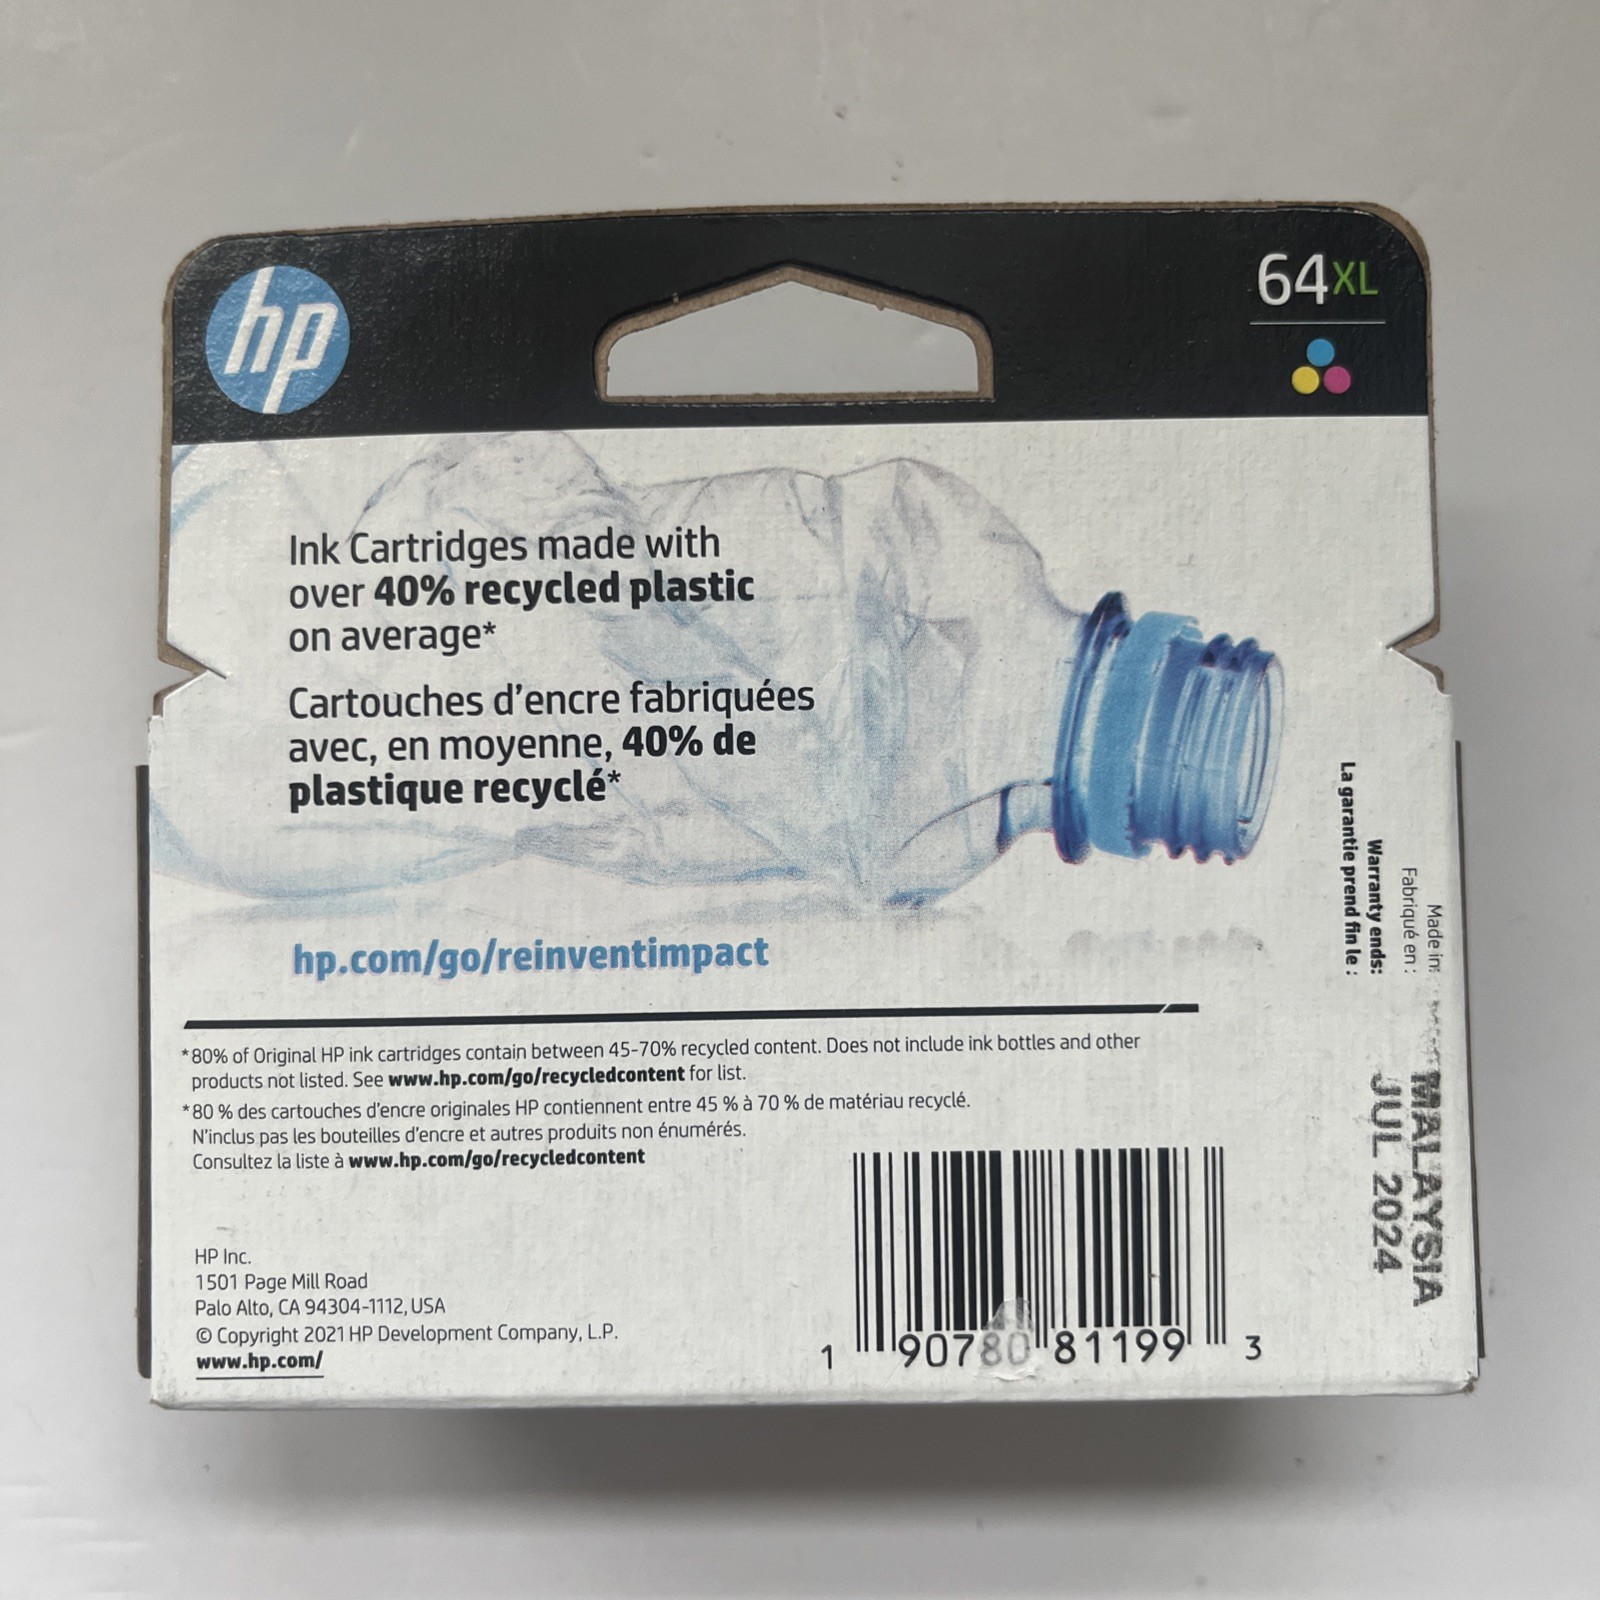 hp
64XL
Ink Cartridges made with
over 40% recycled plastic
on average*
Cartouches d'encre fabriquées
avec, en moyenne, 40% de
plastique recyclé*
hp.com/go/reinventimpact
*80% of Original HP ink cartridges contain between 45-70% recycled content. Does not include ink bottles and other
products not listed. See www.hp.com/go/recycledcontent for list.
*80 % des cartouches d'encre originales HP contiennent entre 45 % à 70 % de matériau recyclé.
N'inclus pas les bouteilles d'encre et autres produits non énumérés.
Consultez la liste à www.hp.com/go/recycledcontent
HP Inc.
1501 Page Mill Road
Palo Alto, CA 94304-1112, USA
© Copyright 2021 HP Development Company, L.P.
www.hp.com/
1 90780 81199 3
Made in: MALAYSIA
Fabriqué en :
Warranty ends: JUL 2024
La garantie prend fin le :